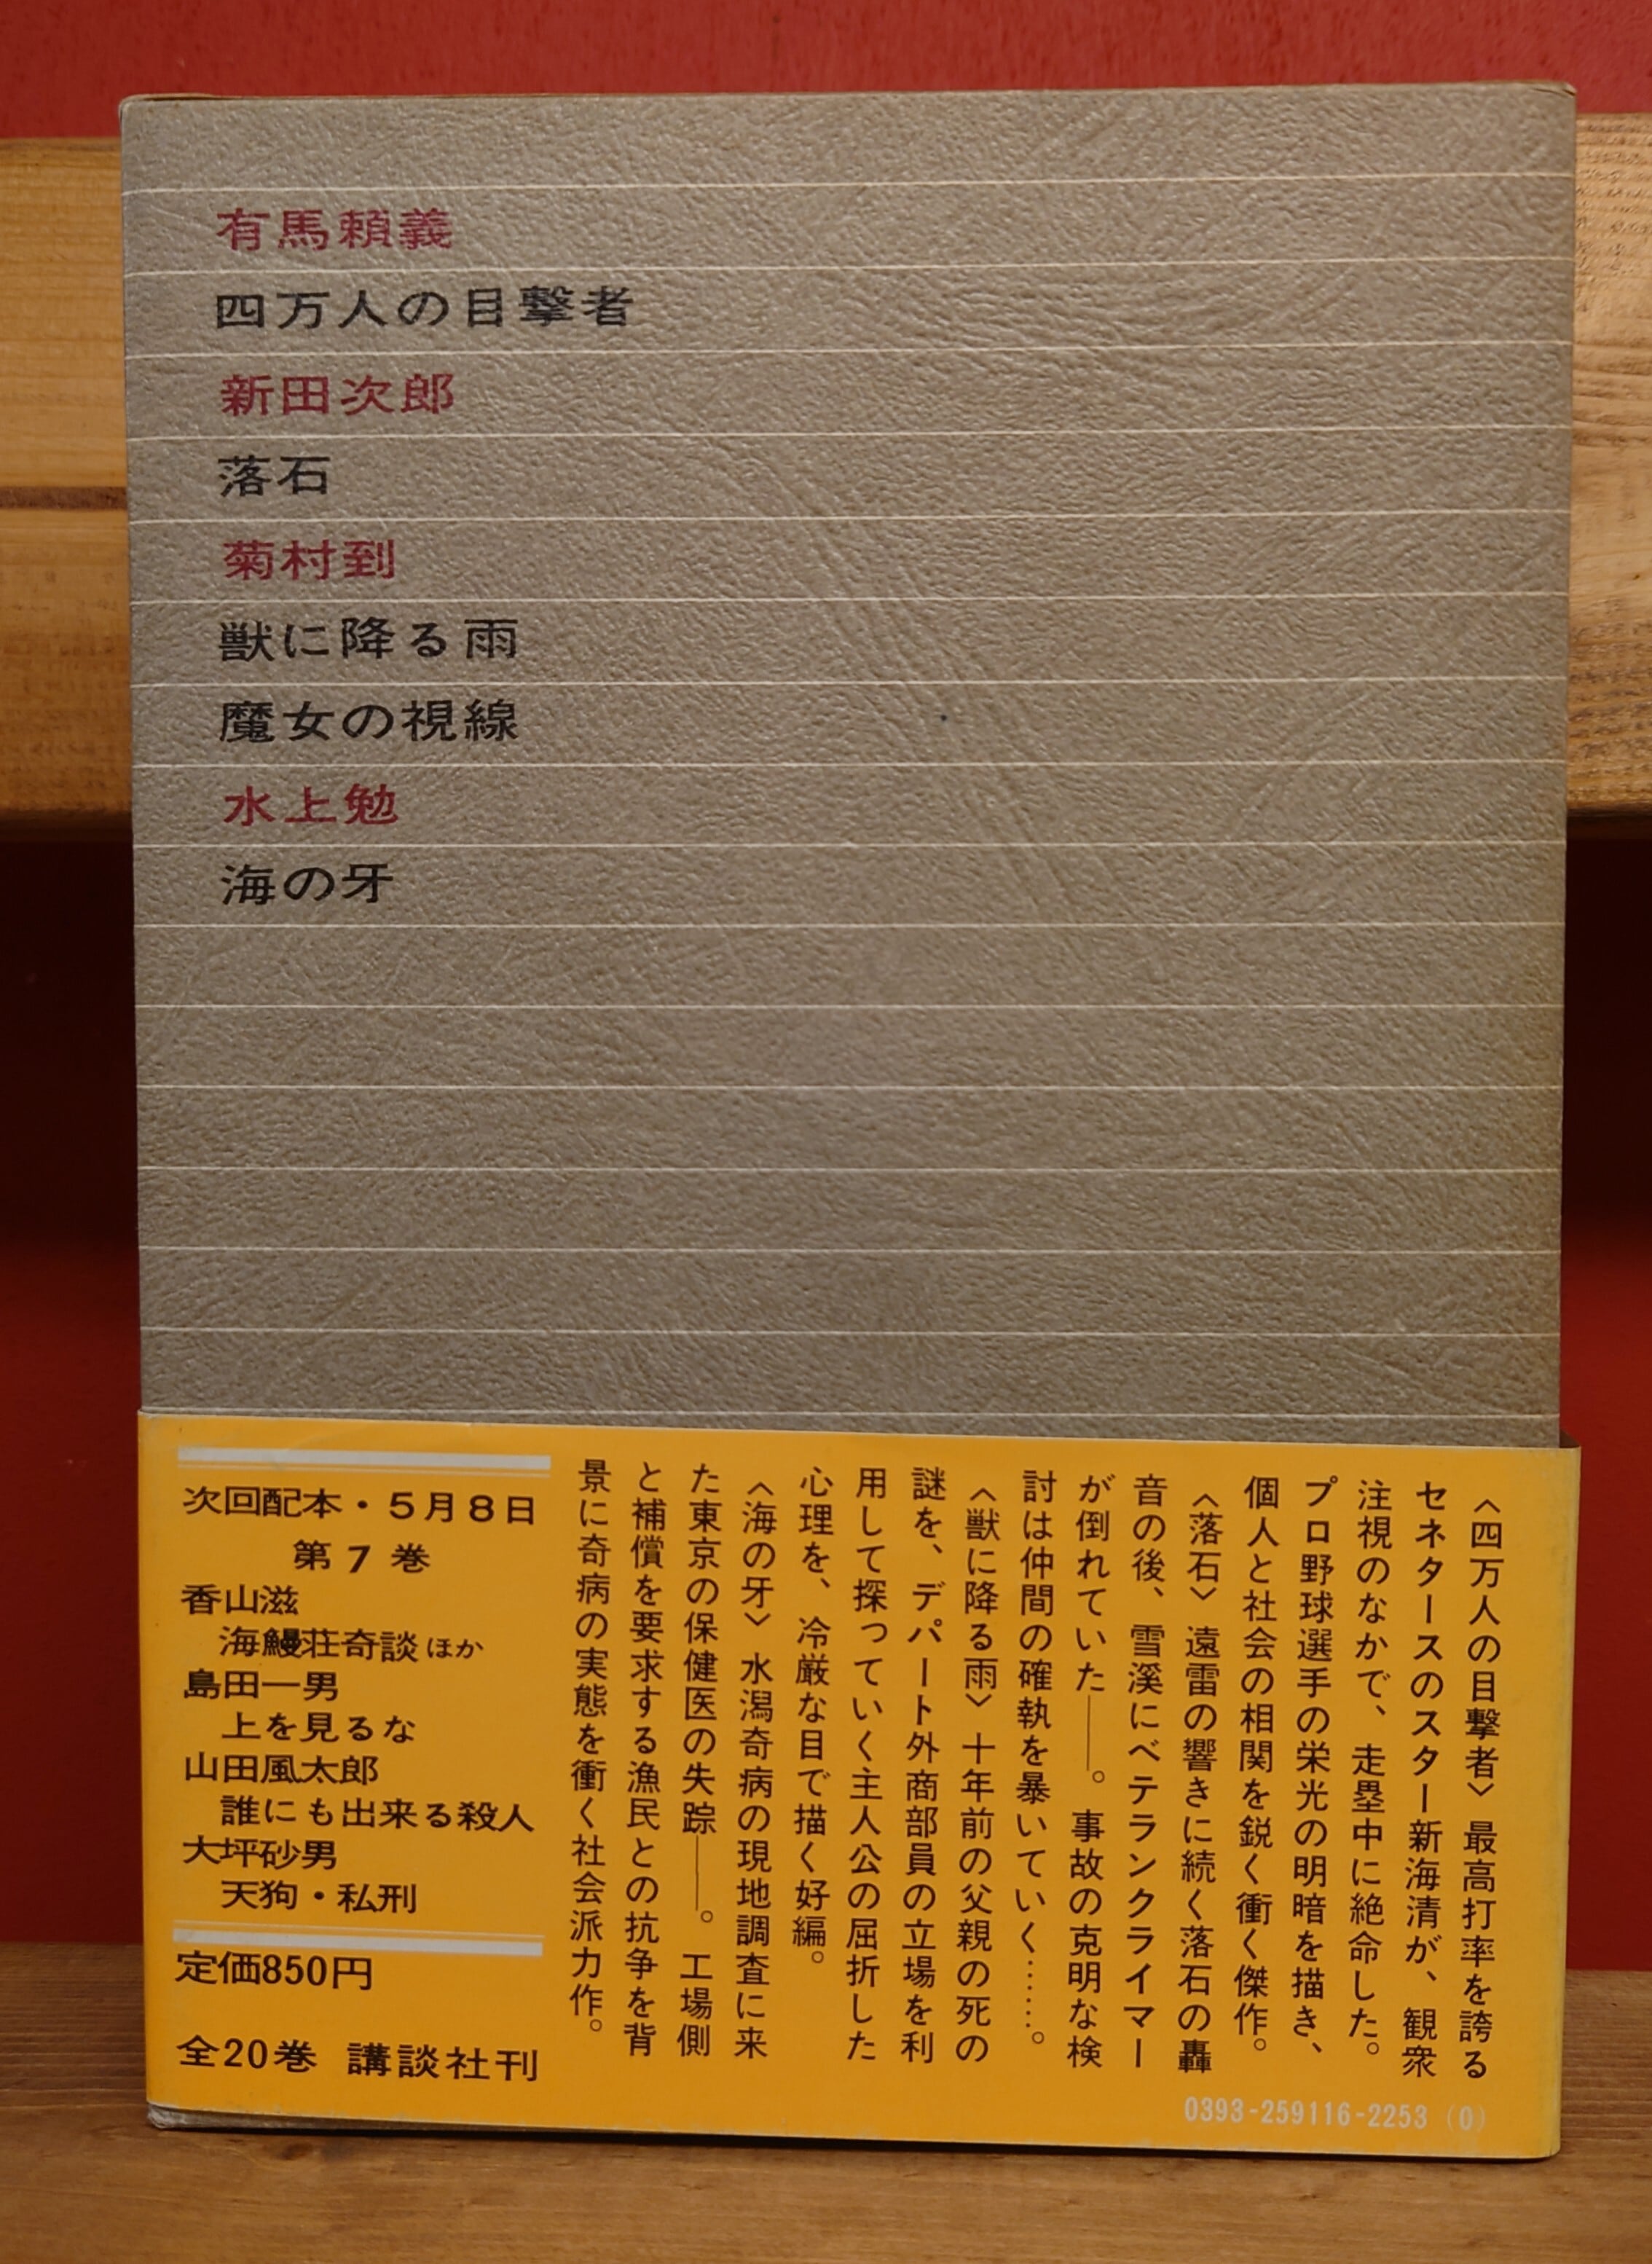 有馬頼義
四万人の目撃者
新田次郎
落石
菊村到
獣に降る雨
魔女の視線
水上勉
海の牙
〈四万人の目撃者〉最高打率を誇る
セネタースのスター新海清が、観衆
注視のなかで、走塁中に絶命した。
プロ野球選手の栄光の明暗を描き、
個人と社会の相関を鋭く衝く傑作。
〈落石〉遠雷の響きに続く落石の轟
音の後、雪溪にベテランクライマー
が倒れていた――。事故の克明な検
討は仲間の確執を暴いていく……。
〈獣に降る雨〉十年前の父親の死の
謎を、デパート外商部員の立場を利
用して探っていく主人公の屈折した
心理を、冷厳な目で描く好編。
〈海の牙〉水潟奇病の現地調査に来
た東京の保健医の失踪――。工場側
と補償を要求する漁民との抗争を背
景に奇病の実態を衝く社会派力作。
次回配本・5月8日
第7巻
香山滋
海鰻荘奇談ほか
島田一男
上を見るな
山田風太郎
誰にも出来る殺人
大坪砂男
天狗・私刑
定価850円
全20巻 講談社刊
0393-259116-2253 (0)